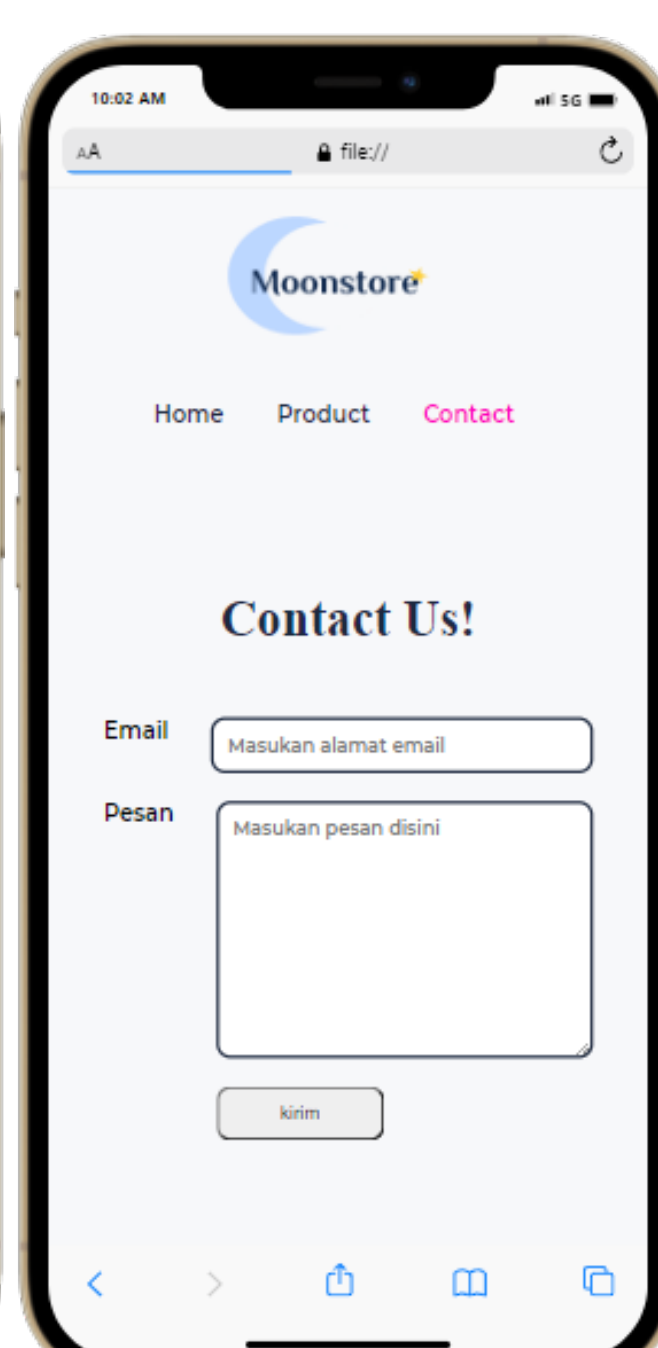 10:02 AM 5G
AA file://
Moonstore
Home Product Contact
Contact Us!
Email Masukan alamat email
Pesan Masukan pesan disini
kirim